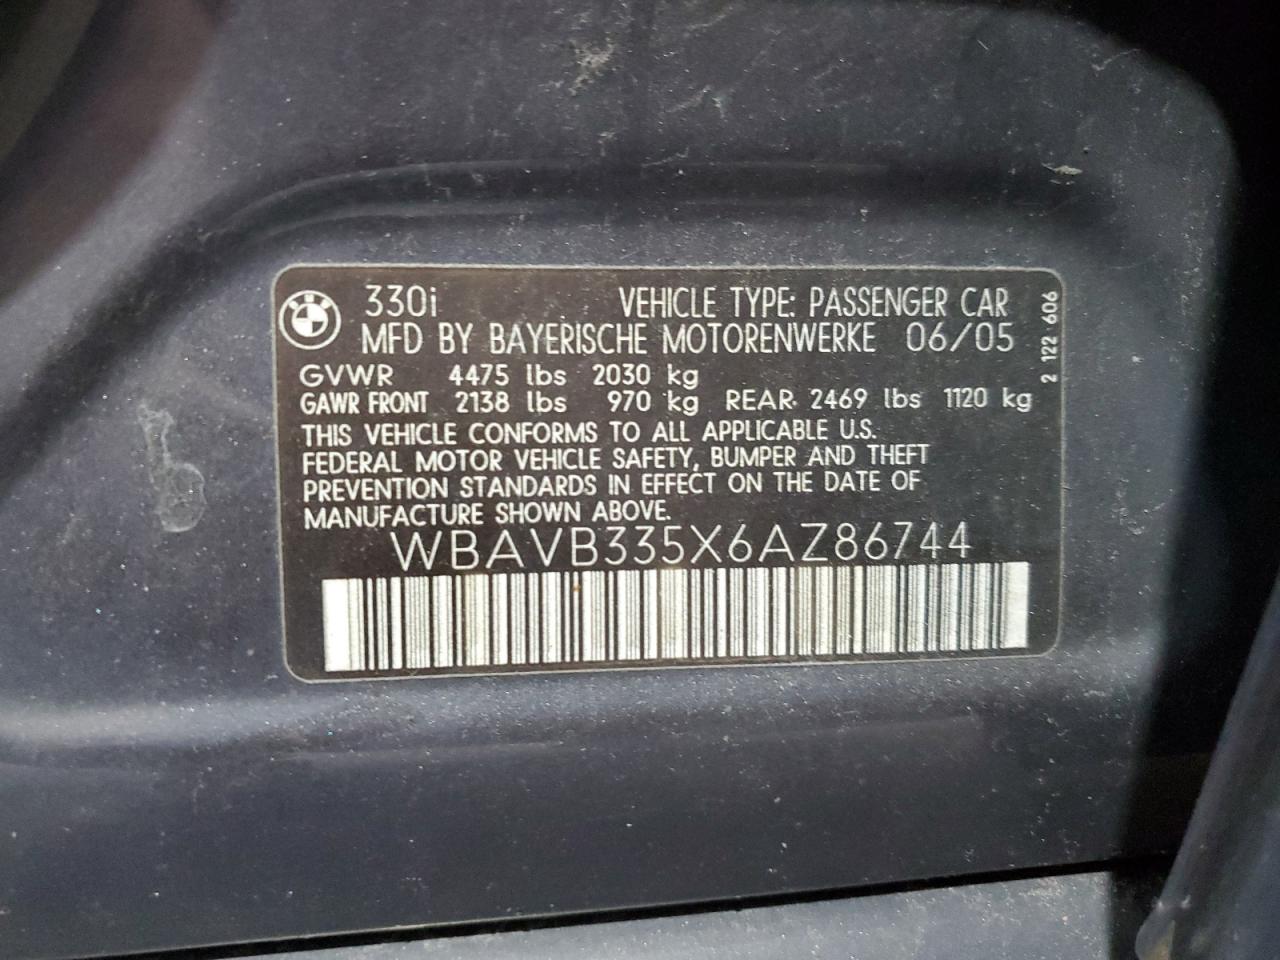 330i VEHICLE TYPE: PASSENGER CAR
MFD BY BAYERISCHE MOTORENWERKE 06/05
GVWR 4475 lbs 2030 kg
GAWR FRONT 2138 lbs 970 kg REAR 2469 lbs 1120 kg
THIS VEHICLE CONFORMS TO ALL APPLICABLE U.S.
FEDERAL MOTOR VEHICLE SAFETY, BUMPER AND THEFT
PREVENTION STANDARDS IN EFFECT ON THE DATE OF
MANUFACTURE SHOWN ABOVE.
WBAVB335X6AZ86744
2 122 606